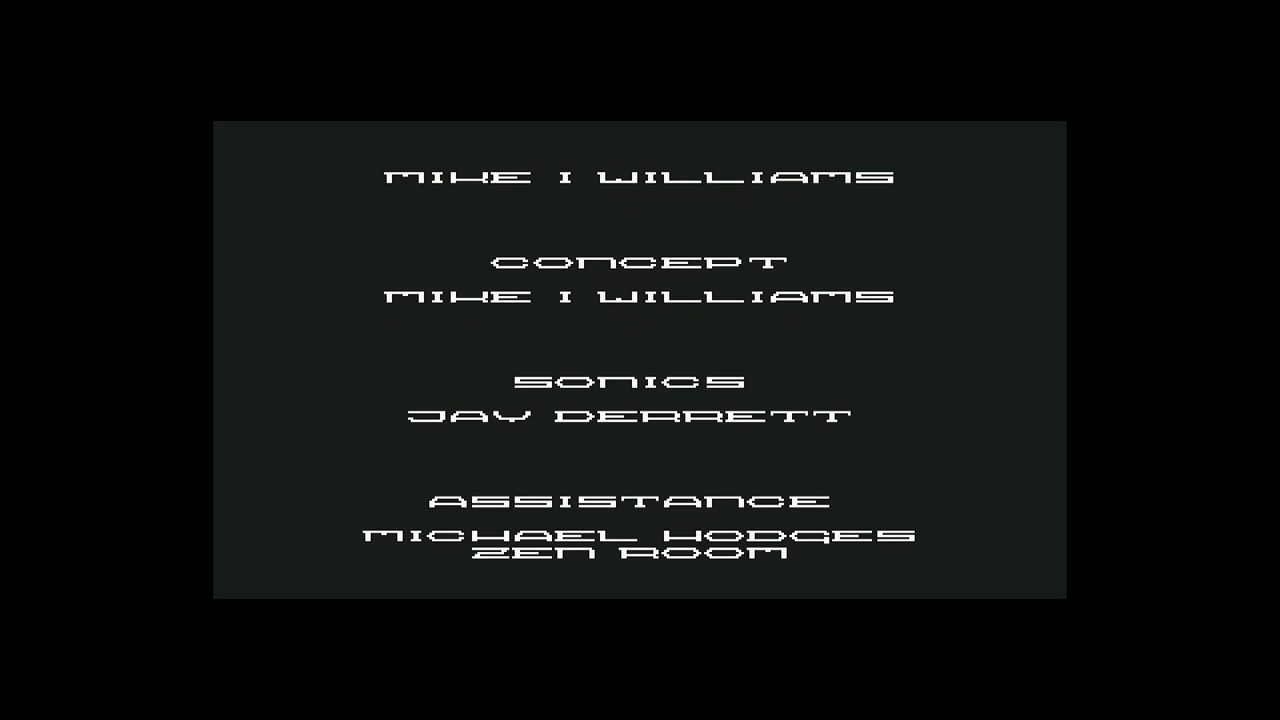 MIKE I WILLIAMS
CONCEPT
MIKE I WILLIAMS
SONICS
JAY DERRETT
ASSISTANCE
MICHAEL HODGES
ZEN ROOM